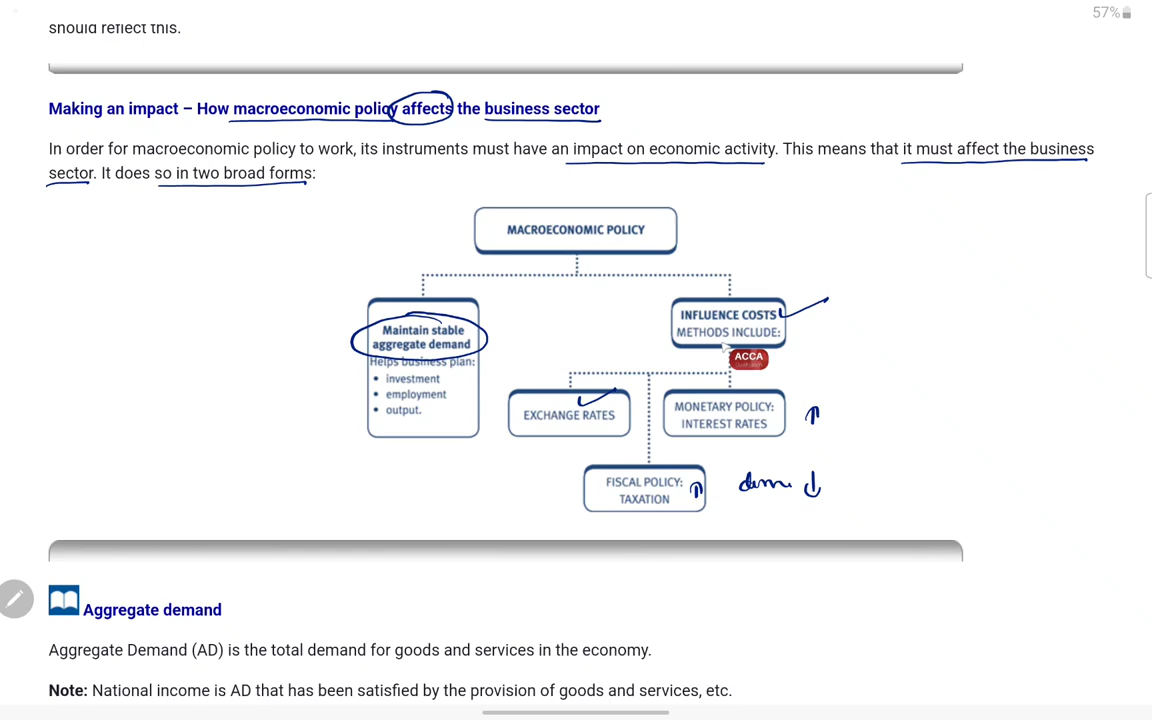 57%
should reflect this.
Making an impact – How macroeconomic policy affects the business sector
In order for macroeconomic policy to work, its instruments must have an impact on economic activity. This means that it must affect the business
sector. It does so in two broad forms:
MACROECONOMIC POLICY
Maintain stable
aggregate demand
Helps business plan:
• investment
• employment
• output.
INFLUENCE COSTS
METHODS INCLUDE:
ACCA
EXCHANGE RATES
MONETARY POLICY:
INTEREST RATES
FISCAL POLICY:
TAXATION
Aggregate demand
Aggregate Demand (AD) is the total demand for goods and services in the economy.
Note: National income is AD that has been satisfied by the provision of goods and services, etc.